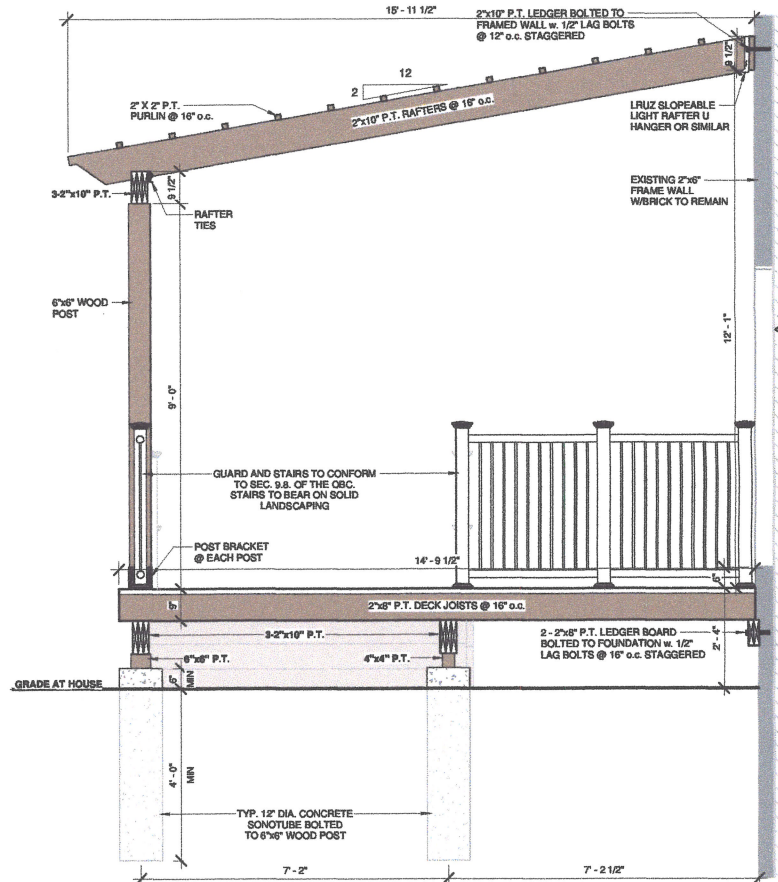 15' - 11 1/2"
2"x10" P.T. LEDGER BOLTED TO
FRAMED WALL w. 1/2" LAG BOLTS
@ 12" o.c. STAGGERED
9 1/2"
12
2
2" X 2" P.T.
PURLIN @ 16" o.c.
2"x10" P.T. RAFTERS @ 16" o.c.
LRUZ SLOPEABLE
LIGHT RAFTER U
HANGER OR SIMILAR
EXISTING 2"x6"
FRAME WALL
W/BRICK TO REMAIN
3-2"x10" P.T.
9 1/2"
RAFTER
TIES
6"x6" WOOD
POST
9' - 0"
12' - 1"
GUARD AND STAIRS TO CONFORM
TO SEC. 9.8. OF THE OBC.
STAIRS TO BEAR ON SOLID
LANDSCAPING
POST BRACKET
@ EACH POST
14' - 9 1/2"
6"
9"
2"x8" P.T. DECK JOISTS @ 16" o.c.
3-2"x10" P.T.
2 - 2"x8" P.T. LEDGER BOARD
BOLTED TO FOUNDATION w. 1/2"
LAG BOLTS @ 16" o.c. STAGGERED
2' - 4"
6"x6" P.T.
4"x4" P.T.
6"
MIN
GRADE AT HOUSE
4' - 0"
MIN
TYP. 12" DIA. CONCRETE
SONOTUBE BOLTED
TO 6"x6" WOOD POST
7' - 2"
7' - 2 1/2"